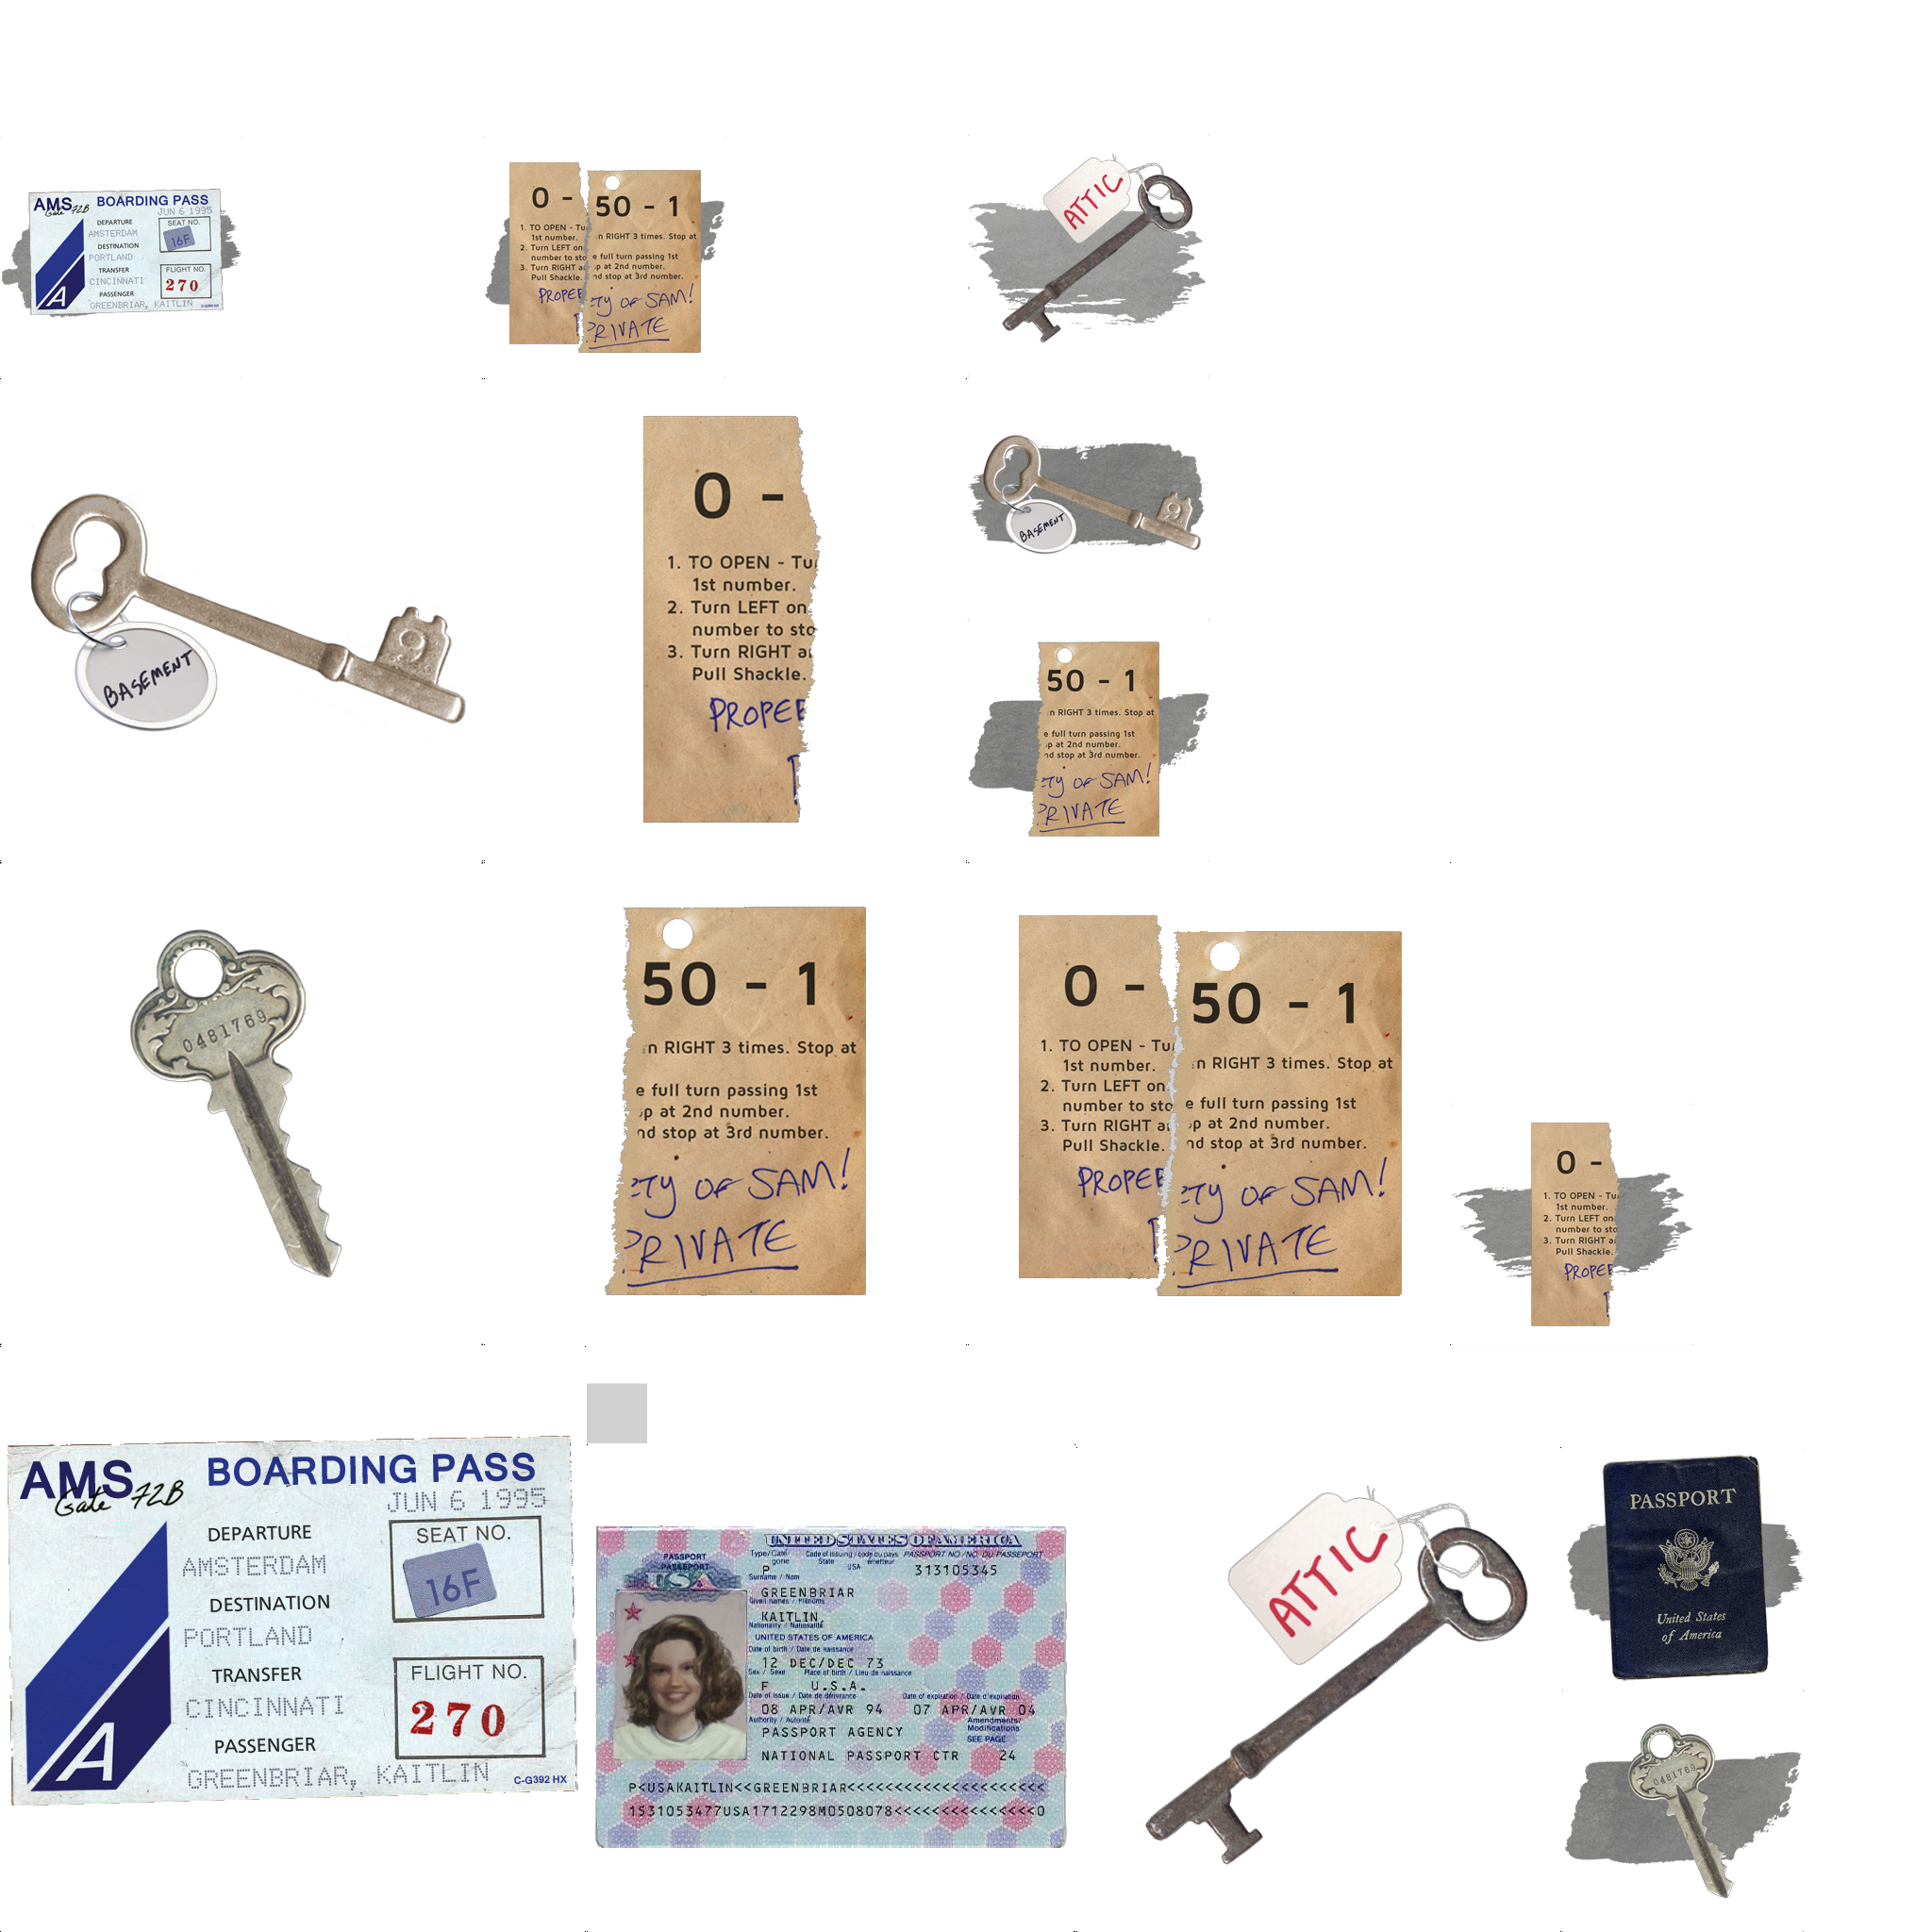 AMS
Gate 72B
BOARDING PASS
JUN 6 1995
DEPARTURE
AMSTERDAM
SEAT NO.
16F
DESTINATION
PORTLAND
TRANSFER
CINCINNATI
FLIGHT NO.
270
PASSENGER
GREENBRIAR, KAITLIN
0 -
50 - 1
1. TO OPEN - Tu
n RIGHT 3 times. Stop at
1st number.
2. Turn LEFT on
e full turn passing 1st
number to sto
p at 2nd number.
3. Turn RIGHT a
nd stop at 3rd number.
Pull Shackle.
PROPER
TY OF SAM!
PRIVATE
ATTIC
BASEMENT
9
0 -
1. TO OPEN - Tu
1st number.
2. Turn LEFT on
number to sto
3. Turn RIGHT a
Pull Shackle.
PROPER
BASEMENT
9
50 - 1
n RIGHT 3 times. Stop at
e full turn passing 1st
p at 2nd number.
nd stop at 3rd number.
TY OF SAM!
PRIVATE
0481769
50 - 1
n RIGHT 3 times. Stop at
e full turn passing 1st
p at 2nd number.
nd stop at 3rd number.
TY OF SAM!
PRIVATE
0 -
50 - 1
1. TO OPEN - Tu
n RIGHT 3 times. Stop at
1st number.
2. Turn LEFT on
e full turn passing 1st
number to sto
p at 2nd number.
3. Turn RIGHT a
nd stop at 3rd number.
Pull Shackle.
PROPER
TY OF SAM!
PRIVATE
0 -
1. TO OPEN - Tu
1st number.
2. Turn LEFT on
number to sto
3. Turn RIGHT a
Pull Shackle.
PROPER
AMS
Gate 72B
BOARDING PASS
JUN 6 1995
DEPARTURE
AMSTERDAM
SEAT NO.
16F
DESTINATION
PORTLAND
TRANSFER
CINCINNATI
FLIGHT NO.
270
PASSENGER
GREENBRIAR, KAITLIN
C-G392 HX
UNITED STATES OF AMERICA
PASSPORT
PASSEPORT
USA
Type/Caté
gorie
Code of issuing / code du pays
State émetteur
PASSPORT NO./NO. DU PASSEPORT
P
USA
313105345
Surname / Nom
GREENBRIAR
Given names / Prénoms
KAITLIN
Nationality / Nationalité
UNITED STATES OF AMERICA
Date of birth / Date de naissance
12 DEC/DEC 73
Sex / Sexe
Place of birth / Lieu de naissance
F
U.S.A.
Date of issue / Date de délivrance
Date of expiration / Date d'expiration
08 APR/AVR 94
07 APR/AVR 04
Authority / Autorité
Amendments/
Modifications
PASSPORT AGENCY
SEE PAGE
NATIONAL PASSPORT CTR
24
P<USAKAITLIN<<GREENBRIAR<<<<<<<<<<<<<<<<<<<<
1531053477USA1712298M0508078<<<<<<<<<<<<<<<0
ATTIC
PASSPORT
United States
of America
0481769